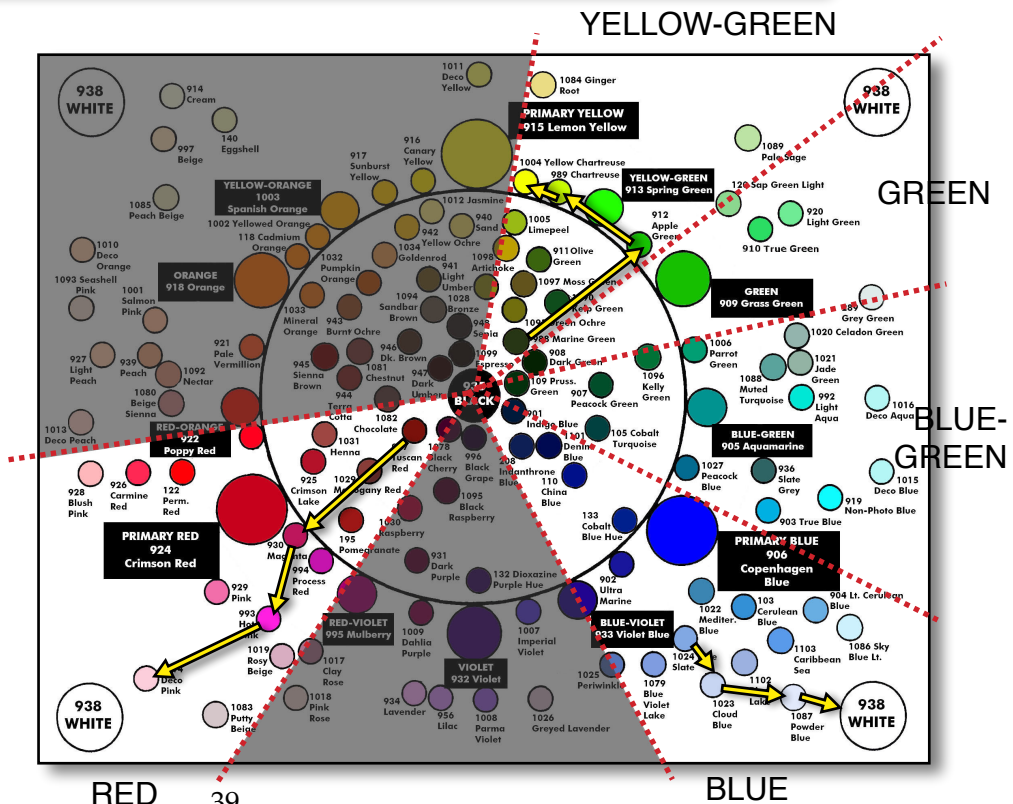 YELLOW-GREEN
938
WHITE
914
Cream
140
Eggshell
997
Beige
1085
Peach Beige
1011
Deco
Yellow
1084 Ginger
Root
938
WHITE
PRIMARY YELLOW
915 Lemon Yellow
1089
Pale Sage
916
Canary
Yellow
917
Sunburst
Yellow
1004 Yellow Chartreuse
989 Chartreuse
YELLOW-GREEN
913 Spring Green
120 Sap Green Light
GREEN
920
Light Green
910 True Green
YELLOW-ORANGE
1003
Spanish Orange
1002 Yellowed Orange
118 Cadmium
Orange
1012 Jasmine
940
Sand
942
Yellow Ochre
1005
Limepeel
912
Apple
Green
1010
Deco
Orange
1034
Goldenrod
1098
Artichoke
911 Olive
Green
1093 Seashell
Pink
1001
Salmon
Pink
ORANGE
918 Orange
1032
Pumpkin
Orange
941
Light
Umber
1097 Moss Green
GREEN
909 Grass Green
289
Grey Green
1033
Mineral
Orange
943
Burnt Ochre
1094
Sandbar
Brown
1028
Bronze
948
Sepia
Kelp Green
Green Ochre
988 Marine Green
1020 Celadon Green
927
Light
Peach
939
Peach
1092
Nectar
921
Pale
Vermillion
945
Sienna
Brown
946
Dk. Brown
1081
Chestnut
947
Dark
Umber
1099
Espresso
908
Dark Green
1096
Kelly
Green
1006
Parrot
Green
1088
Muted
Turquoise
1021
Jade
Green
992
Light
Aqua
1016
Deco Aqua
1080
Beige
Sienna
944
Terra
Cotta
BLACK
109 Pruss.
Green
907
Peacock Green
1013
Deco Peach
RED-ORANGE
922
Poppy Red
1082
Chocolate
901
Indigo Blue
105 Cobalt
Turquoise
BLUE-GREEN
905 Aquamarine
BLUE-
GREEN
1031
Henna
Tuscan
Red
1078
Black
Cherry
996
Black
Grape
208
Indanthrone
Blue
1101
Denim
Blue
110
China
Blue
1027
Peacock
Blue
936
Slate
Grey
1015
Deco Blue
928
Blush
Pink
926
Carmine
Red
122
Perm.
Red
925
Crimson
Lake
1029
Mahogany Red
1095
Black
Raspberry
919
Non-Photo Blue
903 True Blue
PRIMARY RED
924
Crimson Red
930
Magenta
195
Pomegranate
1030
Raspberry
133
Cobalt
Blue Hue
PRIMARY BLUE
906
Copenhagen
Blue
994
Process
Red
931
Dark
Purple
132 Dioxazine
Purple Hue
902
Ultra
Marine
929
Pink
993
Hot
Pink
RED-VIOLET
995 Mulberry
1009
Dahlia
Purple
VIOLET
932 Violet
1007
Imperial
Violet
BLUE-VIOLET
933 Violet Blue
1022
Mediter.
Blue
103
Cerulean
Blue
904 Lt. Cerulean
Blue
1086 Sky
Blue Lt.
1103
Caribbean
Sea
1019
Rosy
Beige
1017
Clay
Rose
1025
Periwinkle
1079
Blue
Violet
Lake
1024
Slate
1102
Lake
Deco
Pink
1018
Pink
Rose
934
Lavender
956
Lilac
1008
Parma
Violet
1026
Greyed Lavender
1023
Cloud
Blue
1087
Powder
Blue
938
WHITE
938
WHITE
1083
Putty
Beige
RED
39
BLUE